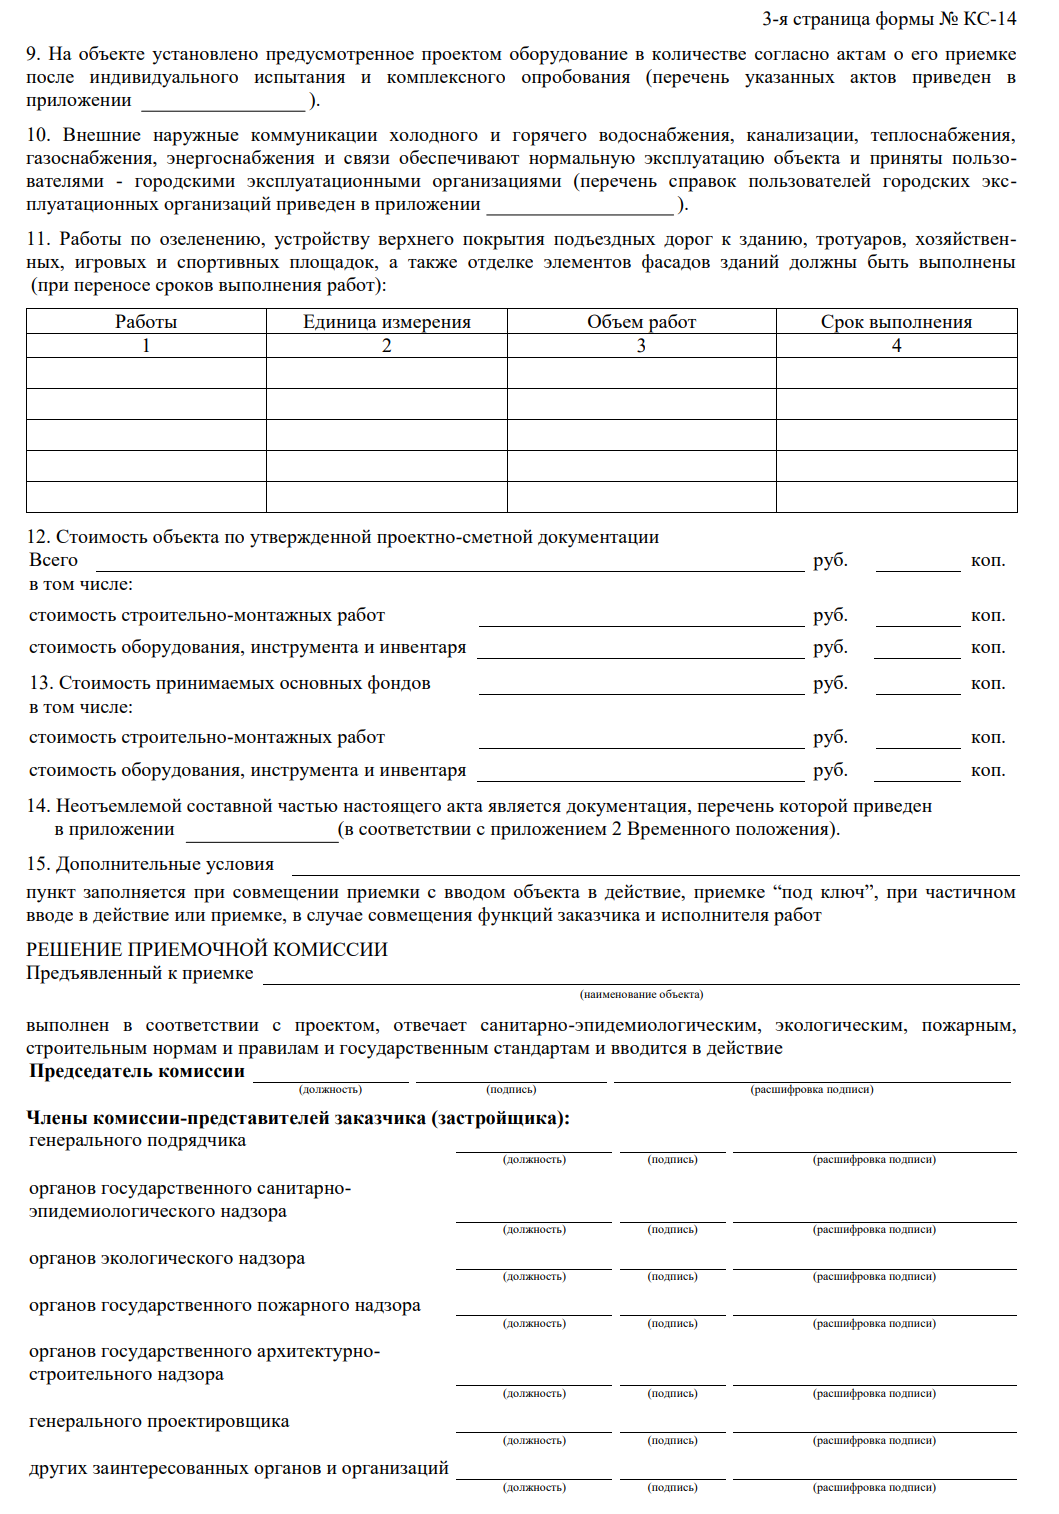 3-я страница формы № КС-14
9. На объекте установлено предусмотренное проектом оборудование в количестве согласно актам о его приемке
после индивидуального испытания и комплексного опробования (перечень указанных актов приведен в
приложении ).
10. Внешние наружные коммуникации холодного и горячего водоснабжения, канализации, теплоснабжения,
газоснабжения, энергоснабжения и связи обеспечивают нормальную эксплуатацию объекта и приняты пользо-
вателями - городскими эксплуатационными организациями (перечень справок пользователей городских экс-
плуатационных организаций приведен в приложении ).
11. Работы по озеленению, устройству верхнего покрытия подъездных дорог к зданию, тротуаров, хозяйствен-
ных, игровых и спортивных площадок, а также отделке элементов фасадов зданий должны быть выполнены
(при переносе сроков выполнения работ):
Работы Единица измерения Объем работ Срок выполнения
1 2 3 4
12. Стоимость объекта по утвержденной проектно-сметной документации
Всего руб. коп.
в том числе:
стоимость строительно-монтажных работ руб. коп.
стоимость оборудования, инструмента и инвентаря руб. коп.
13. Стоимость принимаемых основных фондов руб. коп.
в том числе:
стоимость строительно-монтажных работ руб. коп.
стоимость оборудования, инструмента и инвентаря руб. коп.
14. Неотъемлемой составной частью настоящего акта является документация, перечень которой приведен
в приложении (в соответствии с приложением 2 Временного положения).
15. Дополнительные условия
пункт заполняется при совмещении приемки с вводом объекта в действие, приемке “под ключ”, при частичном
вводе в действие или приемке, в случае совмещения функций заказчика и исполнителя работ
РЕШЕНИЕ ПРИЕМОЧНОЙ КОМИССИИ
Предъявленный к приемке
(наименование объекта)
выполнен в соответствии с проектом, отвечает санитарно-эпидемиологическим, экологическим, пожарным,
строительным нормам и правилам и государственным стандартам и вводится в действие
Председатель комиссии
(должность) (подпись) (расшифровка подписи)
Члены комиссии-представителей заказчика (застройщика):
генерального подрядчика
(должность) (подпись) (расшифровка подписи)
органов государственного санитарно-
эпидемиологического надзора
(должность) (подпись) (расшифровка подписи)
органов экологического надзора
(должность) (подпись) (расшифровка подписи)
органов государственного пожарного надзора
(должность) (подпись) (расшифровка подписи)
органов государственного архитектурно-
строительного надзора
(должность) (подпись) (расшифровка подписи)
генерального проектировщика
(должность) (подпись) (расшифровка подписи)
других заинтересованных органов и организаций
(должность) (подпись) (расшифровка подписи)